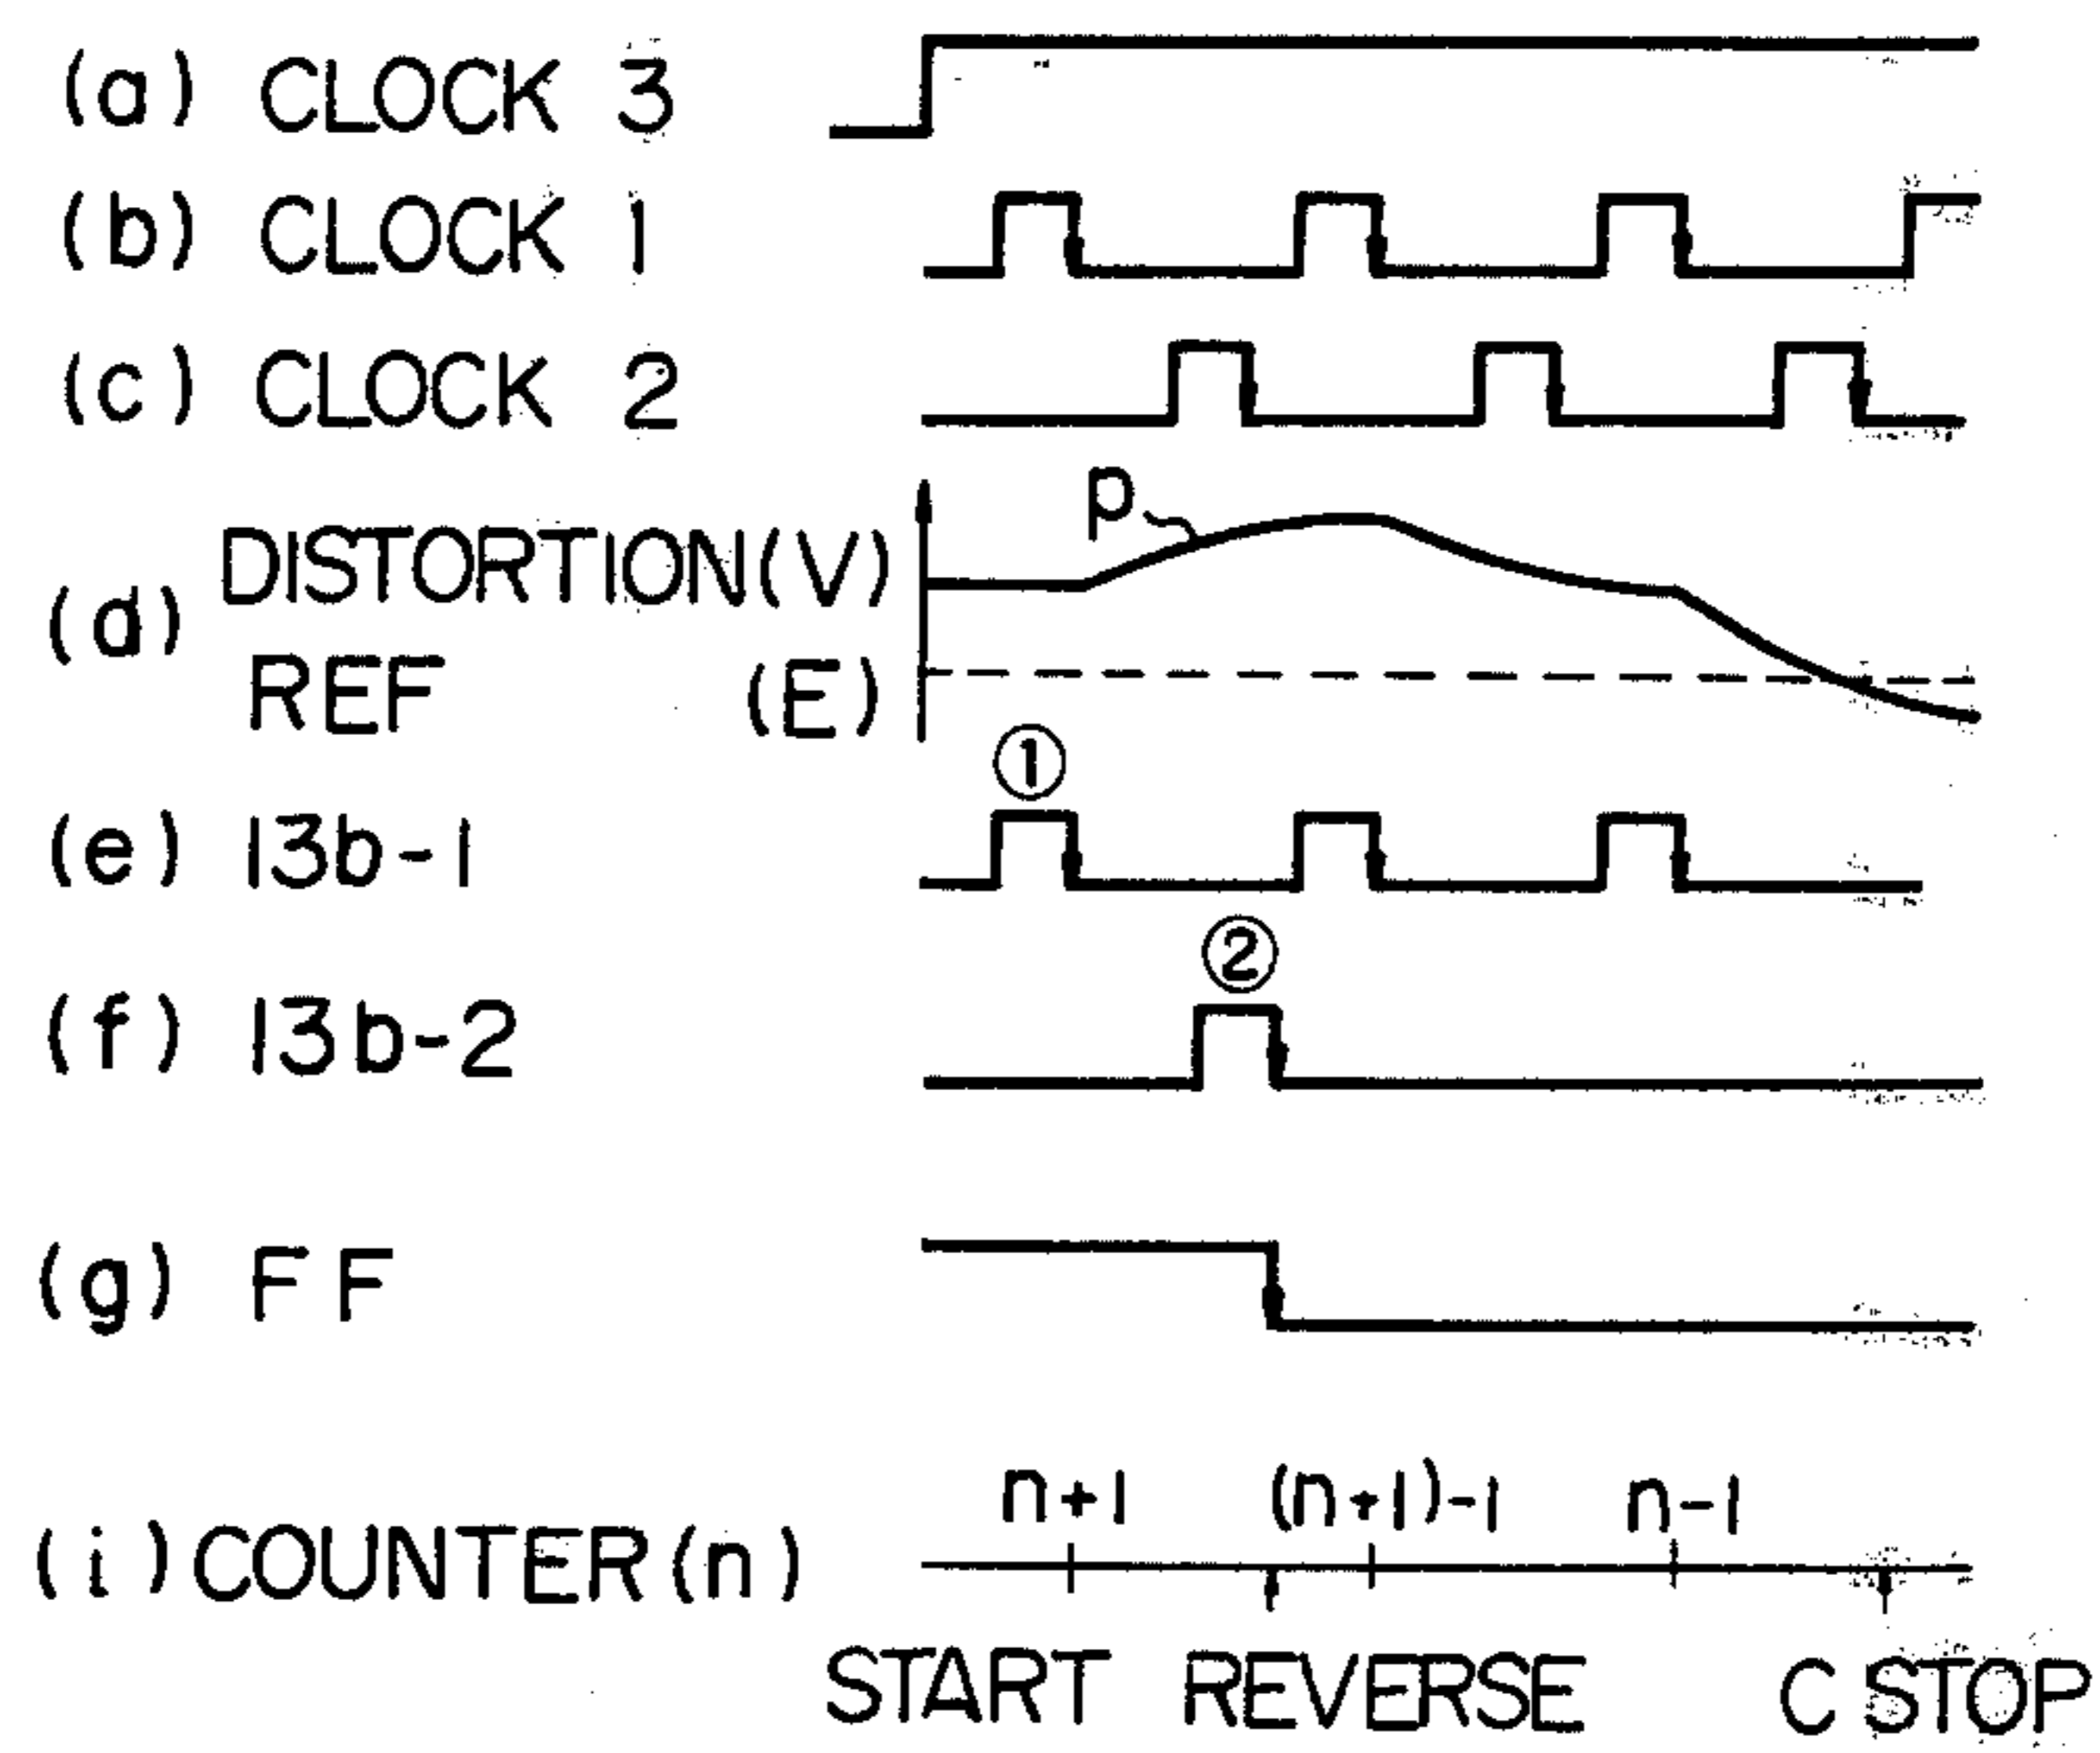 (a) CLOCK 3
(b) CLOCK 1
(c) CLOCK 2
p
(d) DISTORTION(V)
REF (E)
①
(e) 13b-1
②
(f) 13b-2
(g) FF
n+1 (n+1)-1 n-1
(i) COUNTER(n)
START REVERSE C STOP